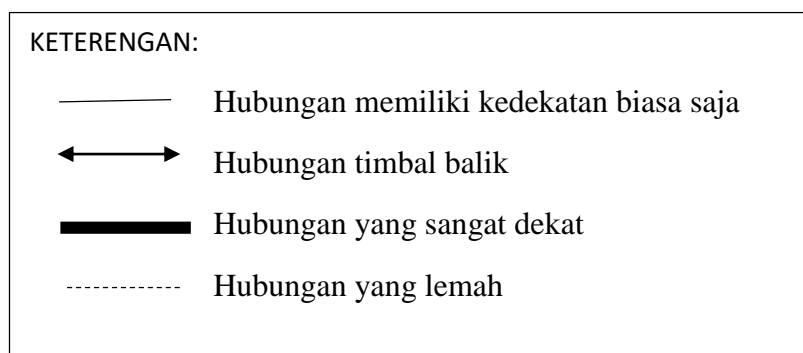 KETERENGAN:
Hubungan memiliki kedekatan biasa saja
Hubungan timbal balik
Hubungan yang sangat dekat
Hubungan yang lemah